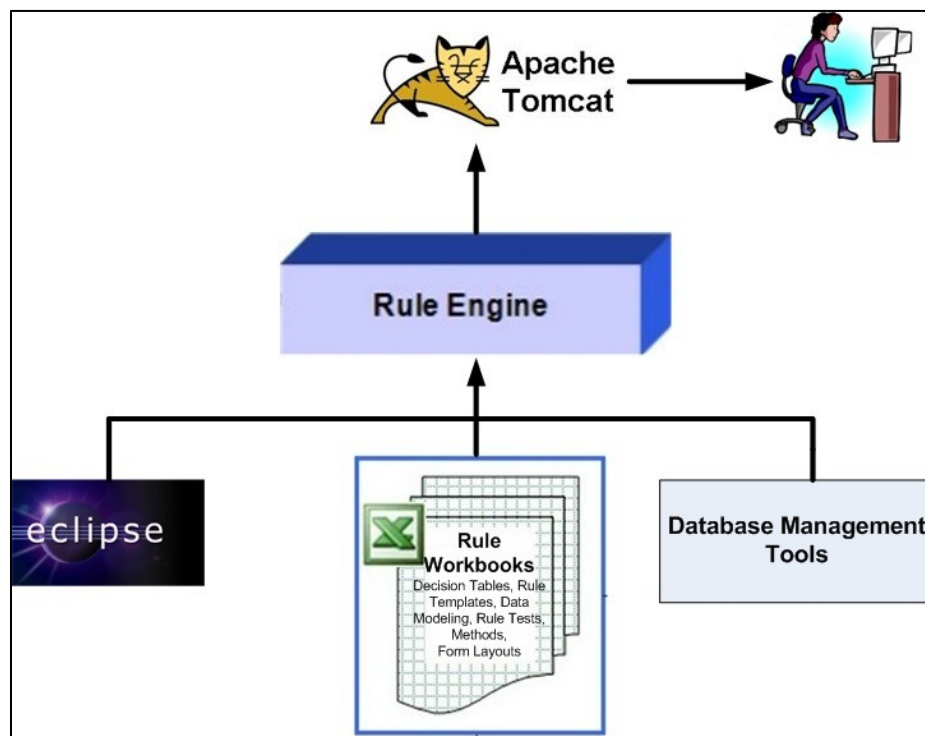 Apache
Tomcat
Rule Engine
eclipse
Rule
Workbooks
Decision Tables, Rule
Templates, Data
Modeling, Rule Tests,
Methods,
Form Layouts
Database Management
Tools